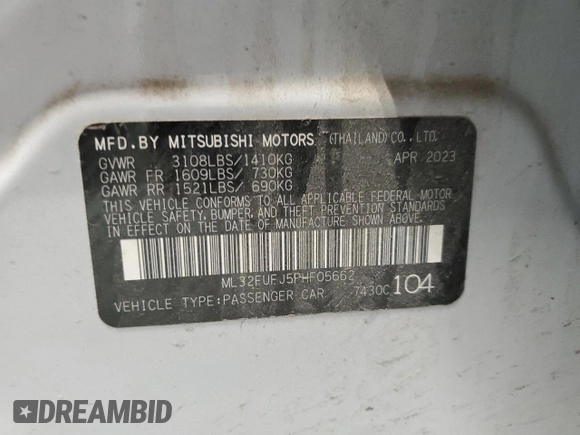 MFD. BY MITSUBISHI MOTORS (THAILAND) CO., LTD.
GVWR 3108LBS/1410KG APR 2023
GAWR FR 1609LBS/ 730KG
GAWR RR 1521LBS/ 690KG
THIS VEHICLE CONFORMS TO ALL APPLICABLE FEDERAL MOTOR
VEHICLE SAFETY, BUMPER, AND THEFT PREVENTION STANDARDS
IN EFFECT ON THE DATE OF MANUFACTURE SHOWN ABOVE.
ML32FUFJ5PHF05662
VEHICLE TYPE:PASSENGER CAR 7430C 104
DREAMBID